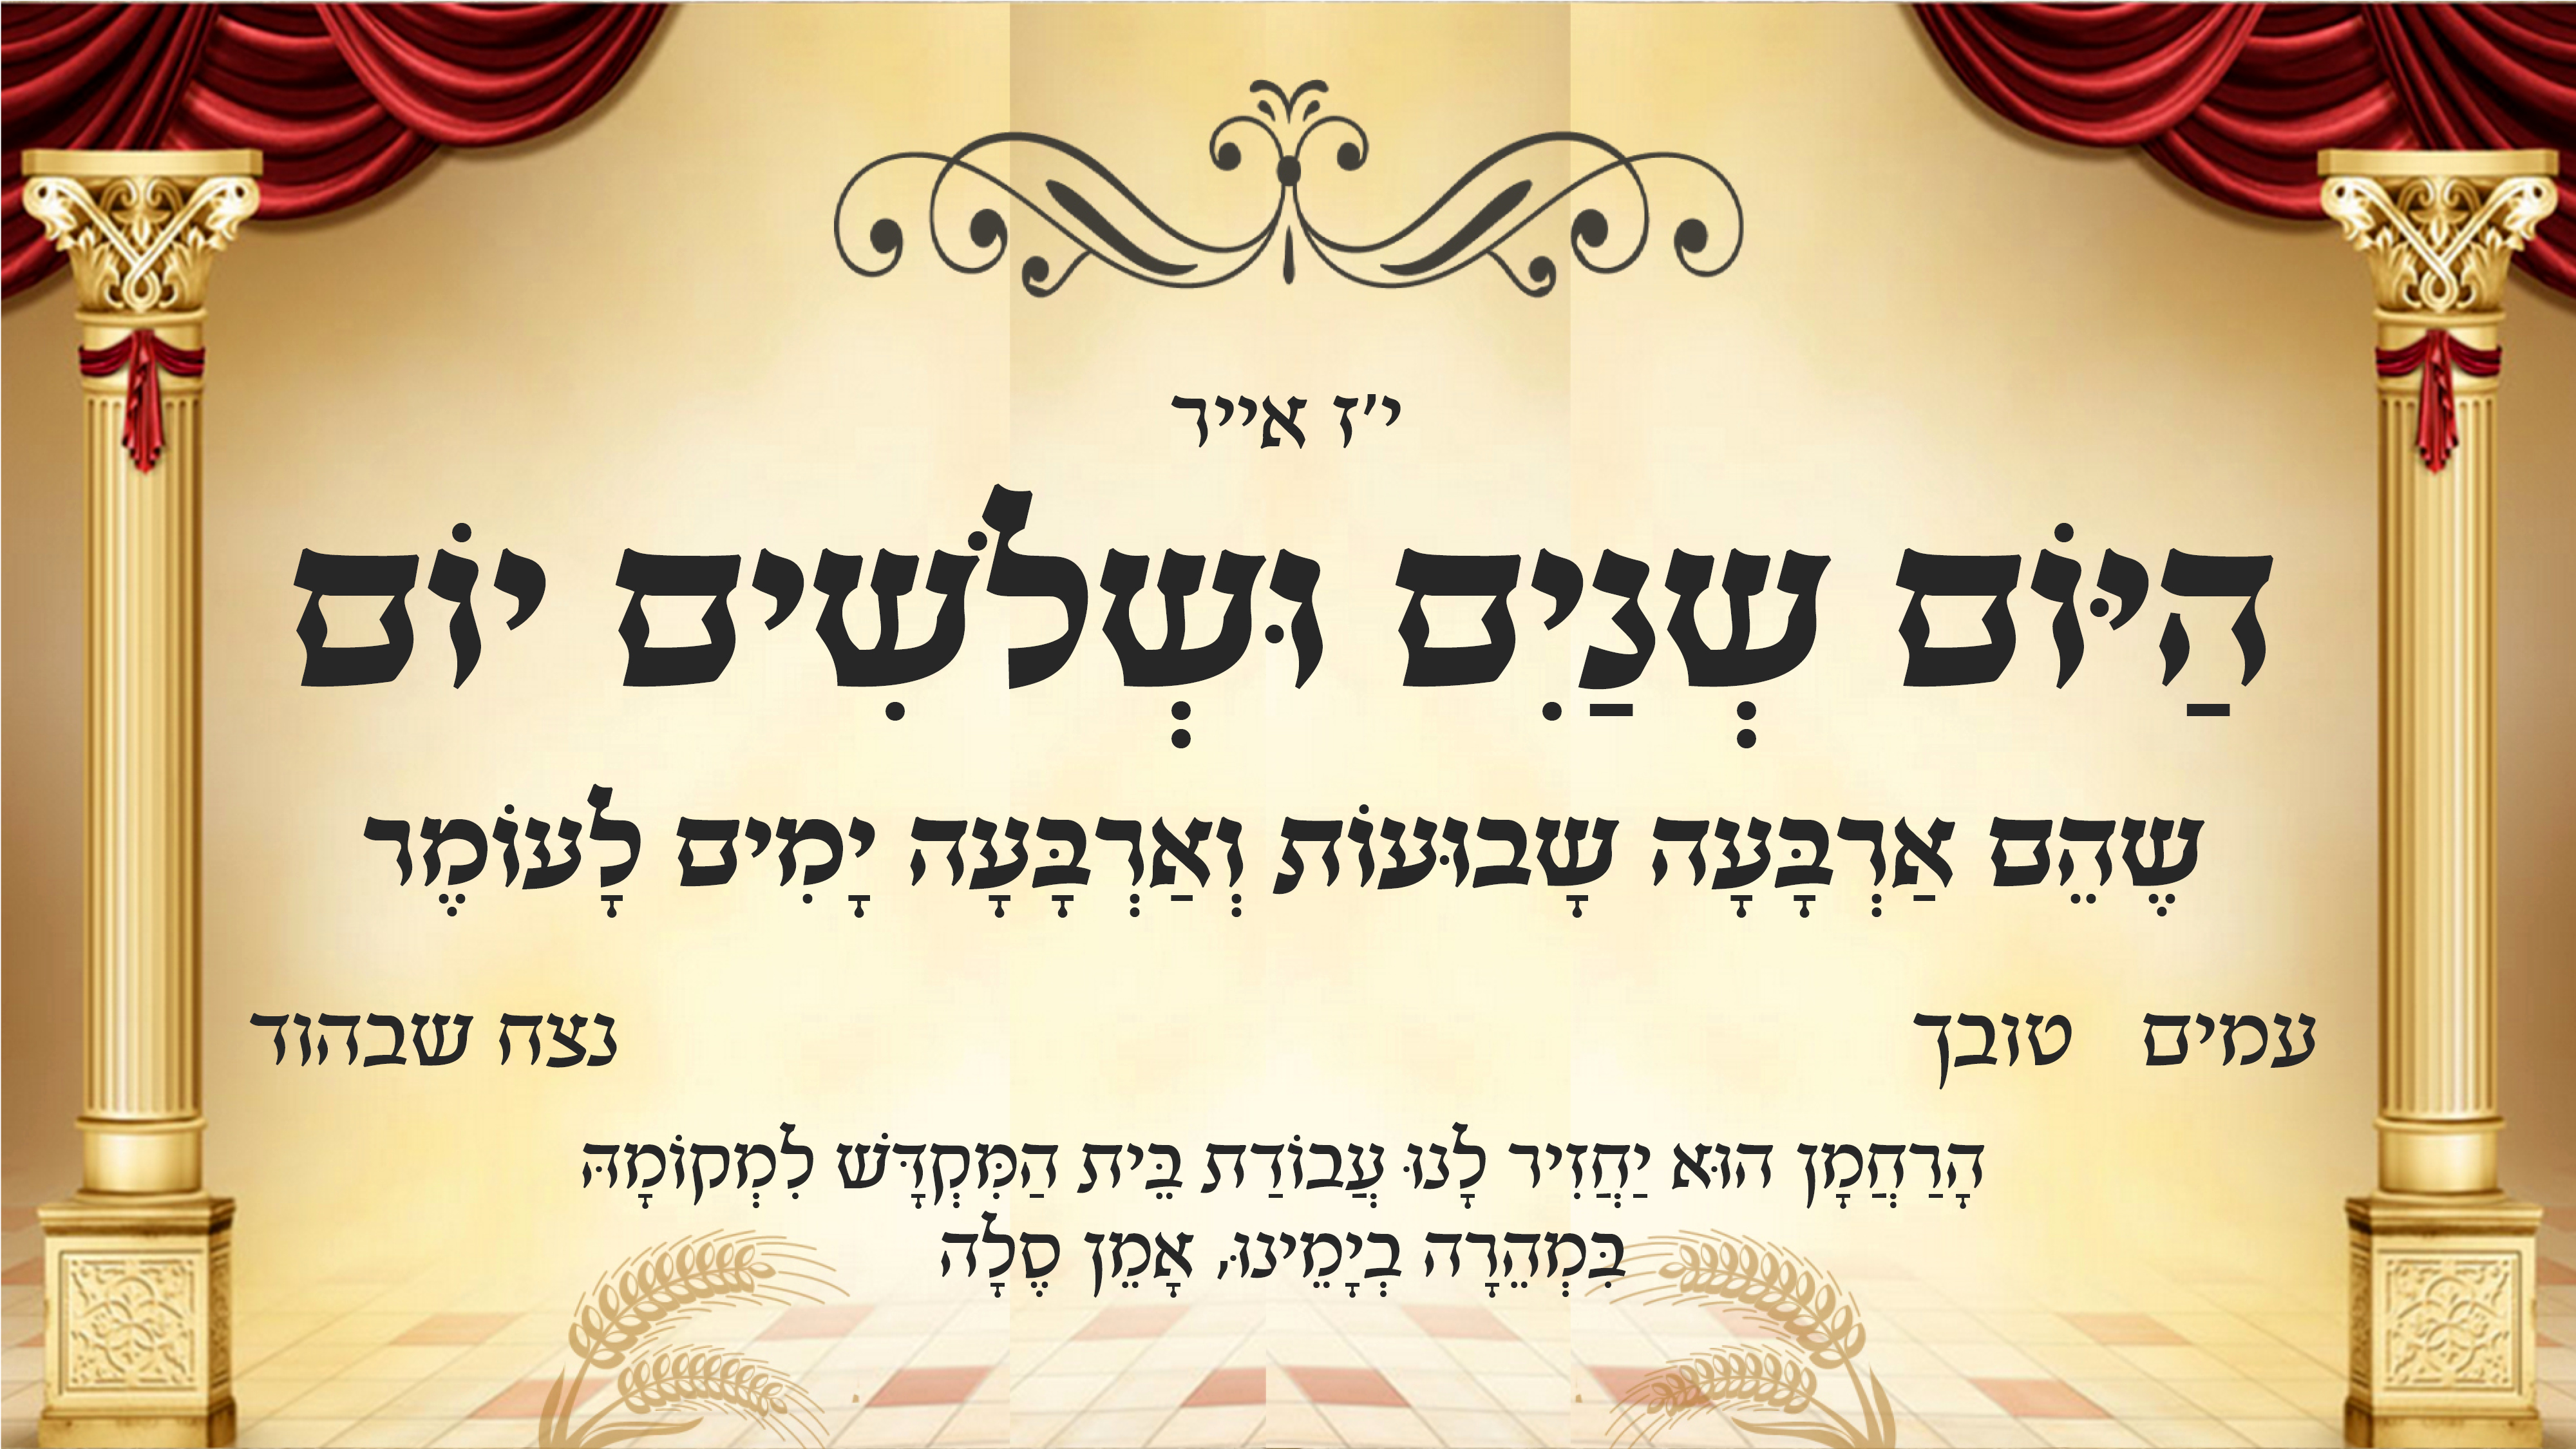 י'ז אייר
הַיּוֹם שְׁנַיִם וּשְׁלֹשִׁים יוֹם
שֶׁהֵם אַרְבָּעָה שָׁבוּעוֹת וְאַרְבָּעָה יָמִים לָעוֹמֶר
עמים טובך נצח שבהוד
הָרַחֲמָן הוּא יַחֲזִיר לָנוּ עֲבוֹדַת בֵּית הַמִּקְדָּשׁ לִמְקוֹמָהּ
בִּמְהֵרָה בְיָמֵינוּ, אָמֵן סֶלָה